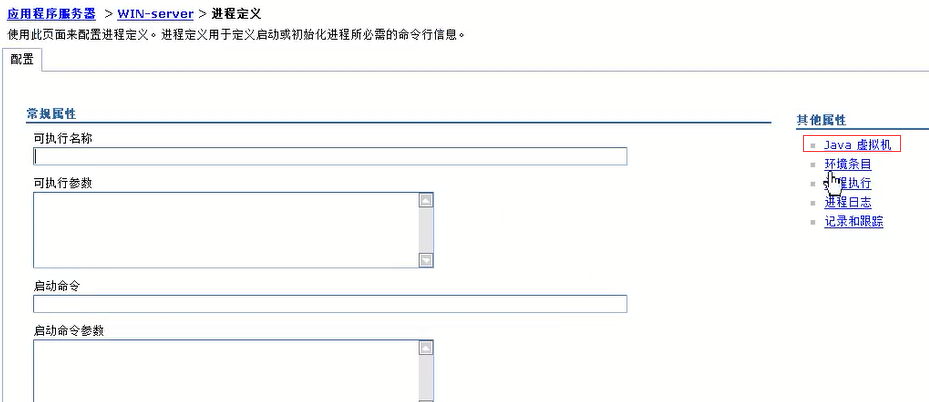 应用程序服务器 > WIN-server > 进程定义
使用此页面来配置进程定义。进程定义用于定义启动或初始化进程所必需的命令行信息。
配置
常规属性
可执行名称
可执行参数
启动命令
启动命令参数
其他属性
Java 虚拟机
环境条目
程执行
进程日志
记录和跟踪